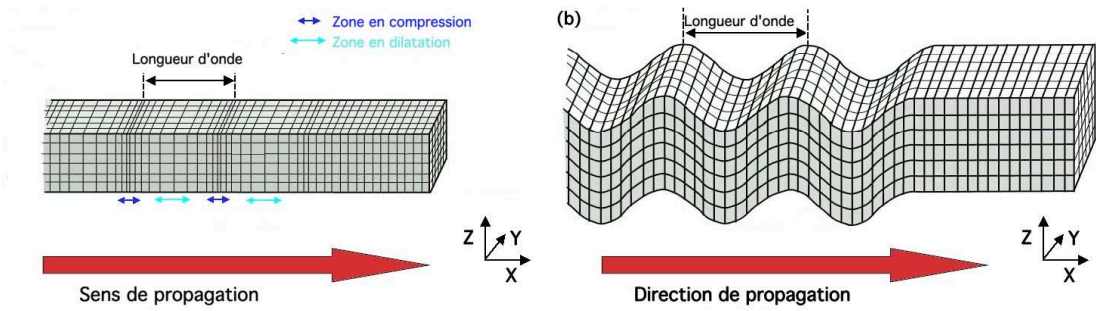 Zone en compression
Zone en dilatation
Longueur d'onde
Z
Y
X
Sens de propagation
(b)
Longueur d'onde
Z
Y
X
Direction de propagation